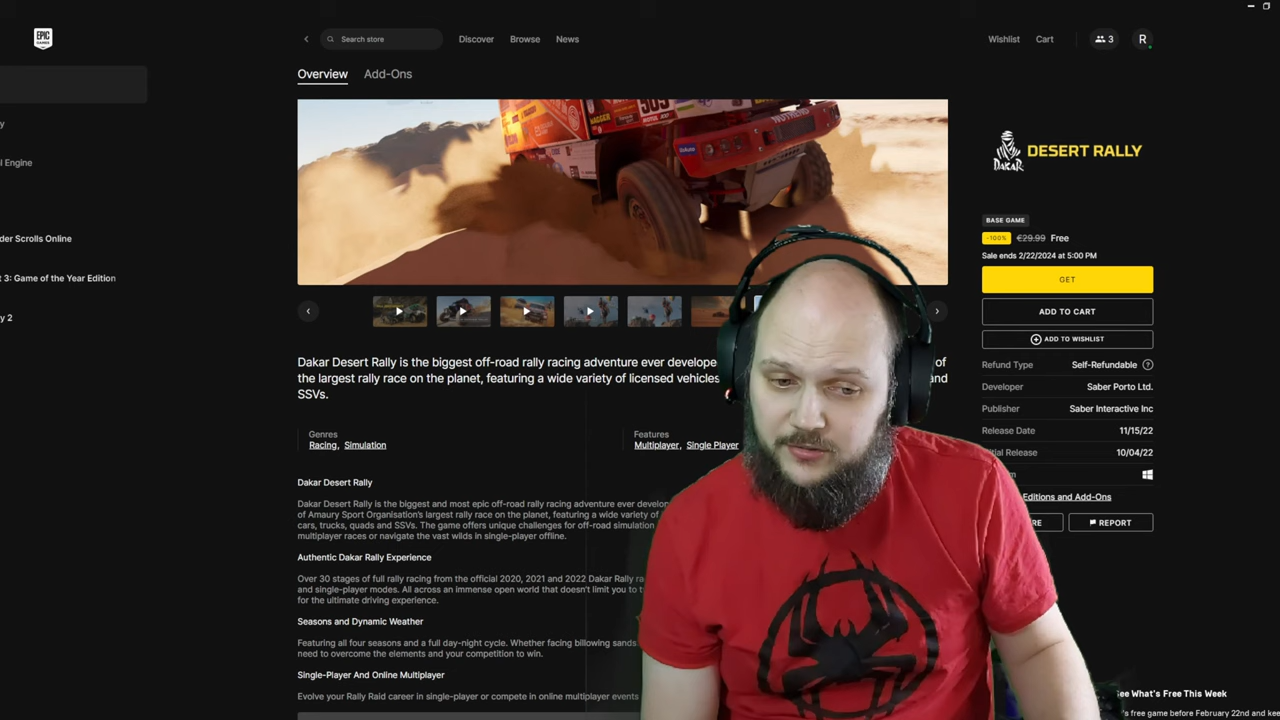 EPIC
GAMES
Search store
Discover
Browse
News
Wishlist
Cart
3
R
Overview
Add-Ons
y
il Engine
der Scrolls Online
t 3: Game of the Year Edition
y 2
DAKAR
DESERT RALLY
BASE GAME
-100% €29.99 Free
Sale ends 2/22/2024 at 5:00 PM
GET
ADD TO CART
ADD TO WISHLIST
Refund Type Self-Refundable
Developer Saber Porto Ltd.
Publisher Saber Interactive Inc
Release Date 11/15/22
nitial Release 10/04/22
m
Editions and Add-Ons
RE
REPORT
Dakar Desert Rally is the biggest off-road rally racing adventure ever develope of
the largest rally race on the planet, featuring a wide variety of licensed vehicles and
SSVs.
Genres
Racing, Simulation
Features
Multiplayer, Single Player
Dakar Desert Rally
Dakar Desert Rally is the biggest and most epic off-road rally racing adventure ever develop
of Amaury Sport Organisation's largest rally race on the planet, featuring a wide variety of
cars, trucks, quads and SSVs. The game offers unique challenges for off-road simulation
multiplayer races or navigate the vast wilds in single-player offline.
Authentic Dakar Rally Experience
Over 30 stages of full rally racing from the official 2020, 2021 and 2022 Dakar Rally ra
and single-player modes. All across an immense open world that doesn't limit you to t
for the ultimate driving experience.
Seasons and Dynamic Weather
Featuring all four seasons and a full day-night cycle. Whether facing billowing sands
need to overcome the elements and your competition to win.
Single-Player And Online Multiplayer
Evolve your Rally Raid career in single-player or compete in online multiplayer events
ee What's Free This Week
's free game before February 22nd and kee